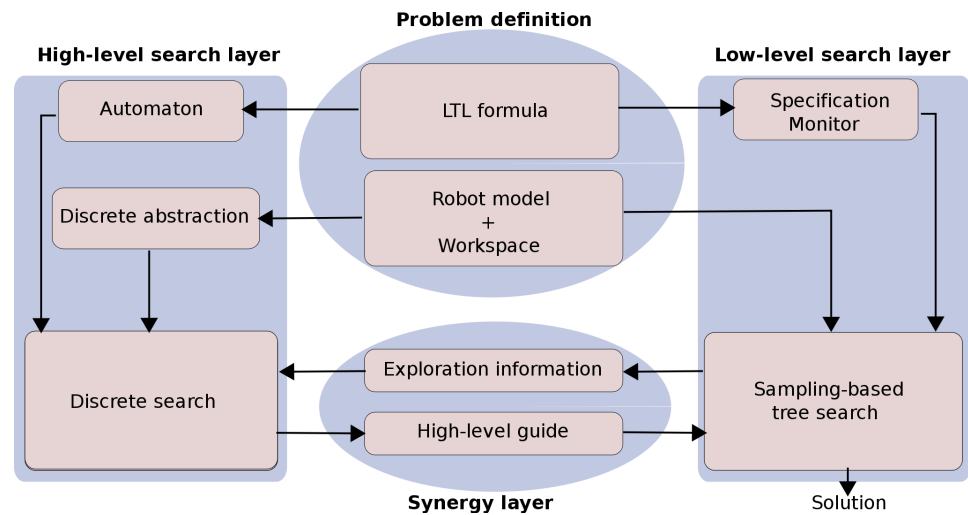 Problem definition
High-level search layer
Low-level search layer
Automaton
LTL formula
Specification
Monitor
Discrete abstraction
Robot model
+
Workspace
Exploration information
Discrete search
Sampling-based
tree search
High-level guide
Synergy layer
Solution